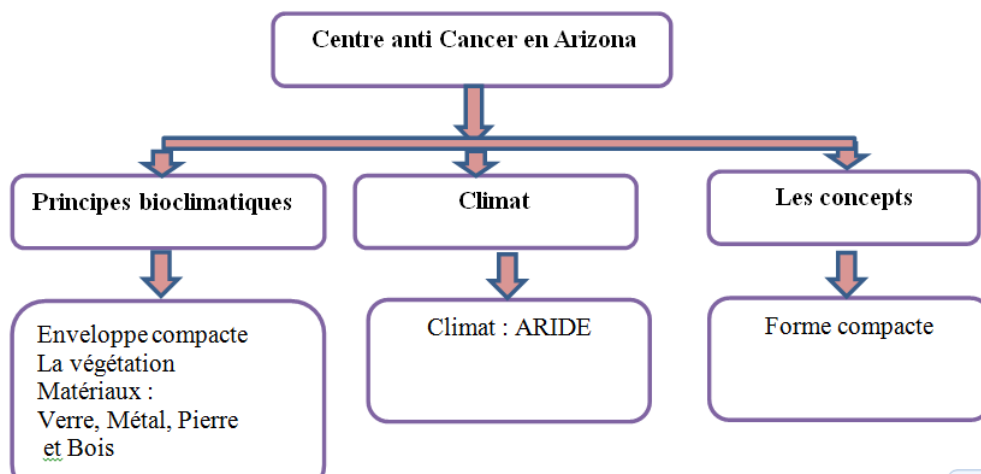 Centre anti Cancer en Arizona
Principes bioclimatiques
Climat
Les concepts
Enveloppe compacte
La végétation
Matériaux :
Verre, Métal, Pierre
et Bois
Climat : ARIDE
Forme compacte